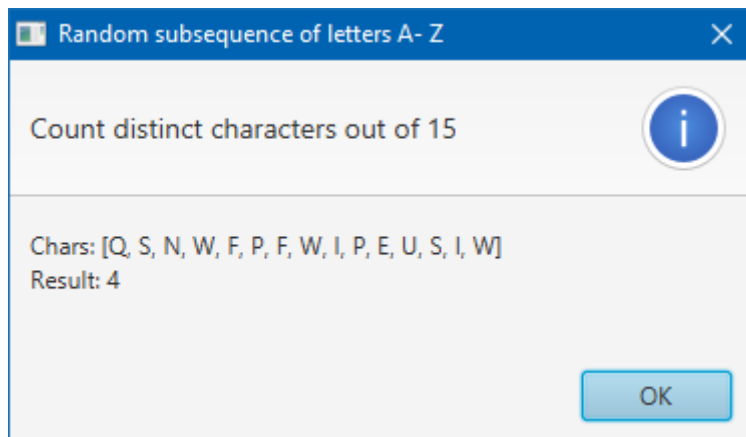 Random subsequence of letters A- Z
Count distinct characters out of 15
Chars: [Q, S, N, W, F, P, F, W, I, P, E, U, S, I, W]
Result: 4
OK